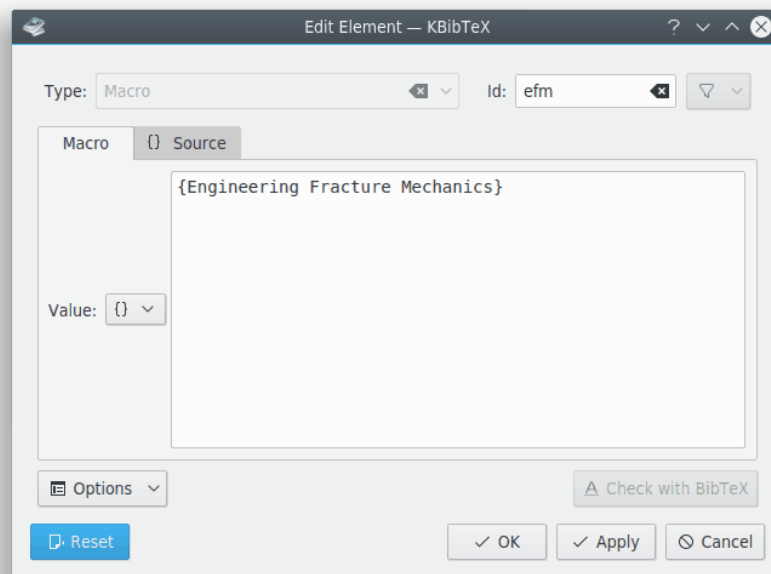 Edit Element — KBibTeX
Type: Macro Id: efm
Macro {} Source
{Engineering Fracture Mechanics}
Value: {}
Options A Check with BibTeX
Reset OK Apply Cancel